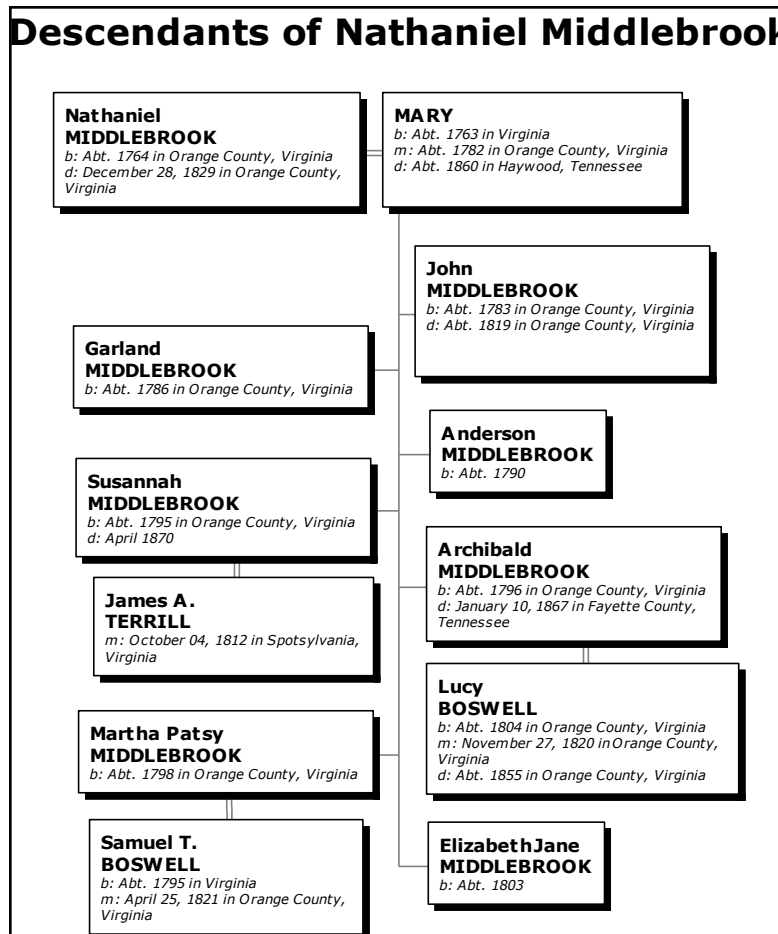 Descendants of Nathaniel Middlebrook
Nathaniel
MIDDLEBROOK
b: Abt. 1764 in Orange County, Virginia
d: December 28, 1829 in Orange County,
Virginia
MARY
b: Abt. 1763 in Virginia
m: Abt. 1782 in Orange County, Virginia
d: Abt. 1860 in Haywood, Tennessee
John
MIDDLEBROOK
b: Abt. 1783 in Orange County, Virginia
d: Abt. 1819 in Orange County, Virginia
Garland
MIDDLEBROOK
b: Abt. 1786 in Orange County, Virginia
Anderson
MIDDLEBROOK
b: Abt. 1790
Susannah
MIDDLEBROOK
b: Abt. 1795 in Orange County, Virginia
d: April 1870
James A.
TERRILL
m: October 04, 1812 in Spotsylvania,
Virginia
Archibald
MIDDLEBROOK
b: Abt. 1796 in Orange County, Virginia
d: January 10, 1867 in Fayette County,
Tennessee
Lucy
BOSWELL
b: Abt. 1804 in Orange County, Virginia
m: November 27, 1820 in Orange County,
Virginia
d: Abt. 1855 in Orange County, Virginia
Martha Patsy
MIDDLEBROOK
b: Abt. 1798 in Orange County, Virginia
Samuel T.
BOSWELL
b: Abt. 1795 in Virginia
m: April 25, 1821 in Orange County,
Virginia
Elizabeth Jane
MIDDLEBROOK
b: Abt. 1803